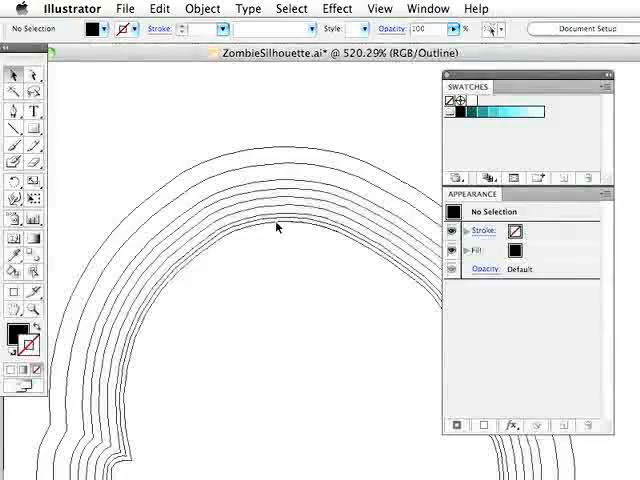 Illustrator File Edit Object Type Select Effect View Window Help
No Selection Stroke: Style: Opacity: 100 % Document Setup
ZombieSilhouette.ai* @ 520.29% (RGB/Outline)
SWATCHES
APPEARANCE
No Selection
Stroke:
Fill:
Opacity: Default
fx